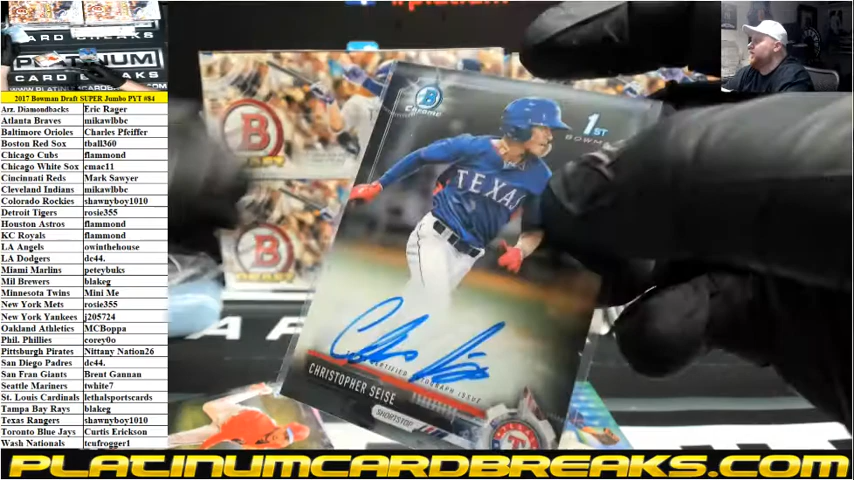 PLATINUM
CARD BREAKS
2017 Bowman Draft SUPER Jumbo PYT #84
Arz. Diamondbacks Eric Rager
Atlanta Braves mikawlbbc
Baltimore Orioles Charles Pfeiffer
Boston Red Sox tball360
Chicago Cubs flammond
Chicago White Sox cmac11
Cincinnati Reds Mark Sawyer
Cleveland Indians mikawlbbc
Colorado Rockies shawnyboy1010
Detroit Tigers rosie355
Houston Astros flammond
KC Royals flammond
LA Angels owinthehouse
LA Dodgers dc44.
Miami Marlins peteybuks
Mil Brewers blakeg
Minnesota Twins Mini Me
New York Mets rosie355
New York Yankees j205724
Oakland Athletics MCBoppa
Phil. Phillies corey0o
Pittsburgh Pirates Nittany Nation26
San Diego Padres dc44.
San Fran Giants Brent Gannan
Seattle Mariners twhite7
St. Louis Cardinals lethalsportscards
Tampa Bay Rays blakeg
Texas Rangers shawnyboy1010
Toronto Blue Jays Curtis Erickson
Wash Nationals tcufrogger1
B
B
Chrome
1ST
BOWMAN
TEXAS
CERTIFIED AUTOGRAPH ISSUE
CHRISTOPHER SEISE
SHORTSTOP
T
PLATINUMCARDBREAKS.COM